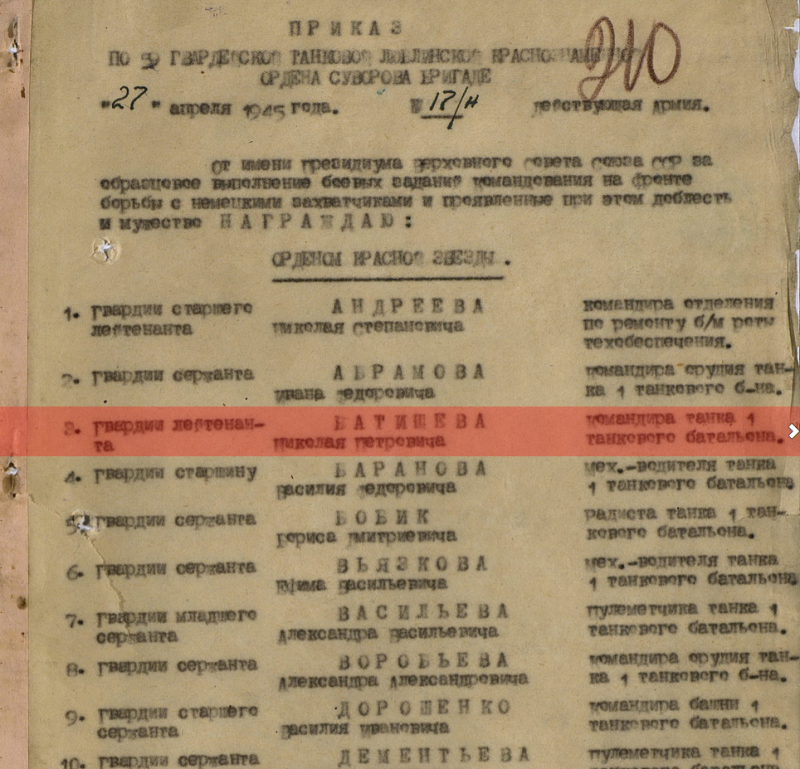 ПРИКАЗ
ПО ГВАРДЕЙСКОЙ ТАНКОВОЙ ЛЮБЛИНСКОЙ КРАСНОЗНАМЕННОЙ
ОРДЕНА СУВОРОВА БРИГАДЕ
210
"27" апреля 1945 года. № 17/н действующая армия.
От имени президиума верховного совета союза сср за
образцовое выполнение боевых заданий командования на фронте
борьбы с немецкими захватчиками и проявленные при этом доблесть
и мужество НАГРАЖДАЮ:
ОРДЕНОМ КРАСНОЙ ЗВЕЗДЫ.
1. гвардии старшего АНДРЕЕВА командира отделения
лейтенанта николая степановича по ремонту б/м роты
техобеспечения.
2. гвардии сержанта АБРАМОВА командира орудия тан-
ивана федоровича ка 1 танкового б-на.
3. гвардии лейтенан- БАТИШЕВА командира танка 1
та николая петровича танкового батальона.
4. гвардии старшину БАРАНОВА мех.-водителя танка
василия федоровича 1 танкового батальона
5. гвардии сержанта БОБИК радиста танка 1 тан-
бориса дмитриевича кового батальона.
6. гвардии сержанта ВЬЯЗКОВА мех.-водителя танка
васильевича 1 танкового батальона
7. гвардии младшего ВАСИЛЬЕВА пулеметчика танка 1
сержанта александра васильевича танкового батальона.
8. гвардии сержанта ВОРОБЬЕВА командира орудия тан-
александра александровича ка 1 танкового б-на.
9. гвардии старшего ДОРОШЕНКО командира башни 1
сержанта василия ивановича танкового батальона.
10. гвардии сержанта ДЕМЕНТЬЕВА пулеметчика танка 1